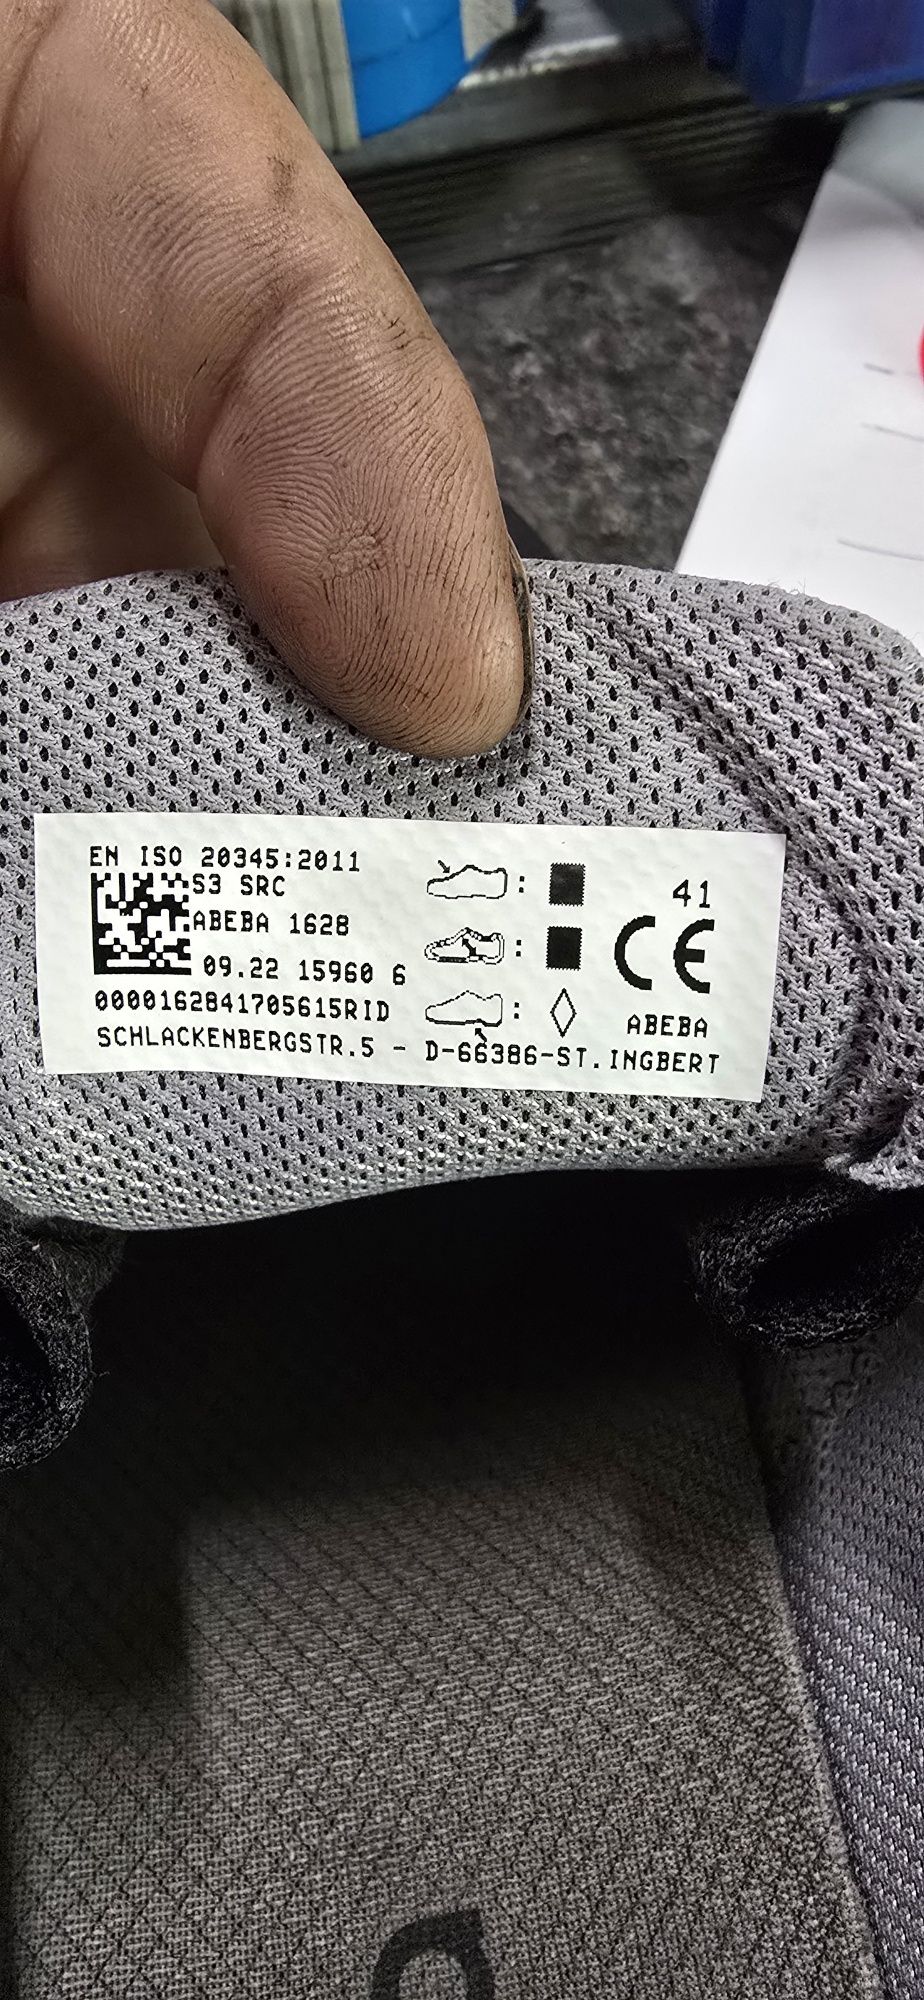 EN ISO 20345:2011
S3 SRC
ABEBA 1628
09.22 15960 6
0000162841705615RID
SCHLACKENBERGSTR.5 - D-66386-ST.INGBERT
:
:
:
41
CE
ABEBA
a